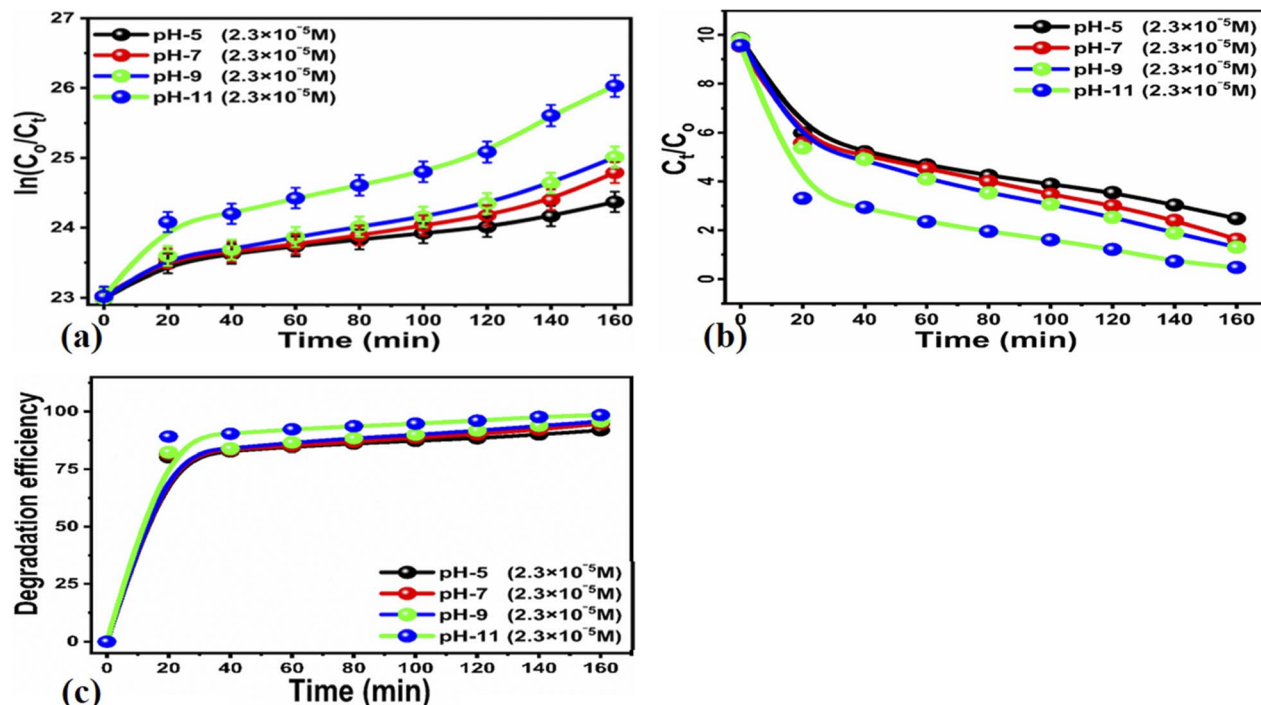 27
26
25
24
23
ln(C₀/Cₜ)
pH-5 (2.3×10⁻⁵M)
pH-7 (2.3×10⁻⁵M)
pH-9 (2.3×10⁻⁵M)
pH-11 (2.3×10⁻⁵M)
0 20 40 60 80 100 120 140 160
(a) Time (min)
10
8
6
4
2
0
Cₜ/Cₒ
pH-5 (2.3×10⁻⁵M)
pH-7 (2.3×10⁻⁵M)
pH-9 (2.3×10⁻⁵M)
pH-11 (2.3×10⁻⁵M)
0 20 40 60 80 100 120 140 160
(b) Time (min)
100
75
50
25
0
Degradation efficiency
pH-5 (2.3×10⁻⁵M)
pH-7 (2.3×10⁻⁵M)
pH-9 (2.3×10⁻⁵M)
pH-11 (2.3×10⁻⁵M)
0 20 40 60 80 100 120 140 160
(c) Time (min)